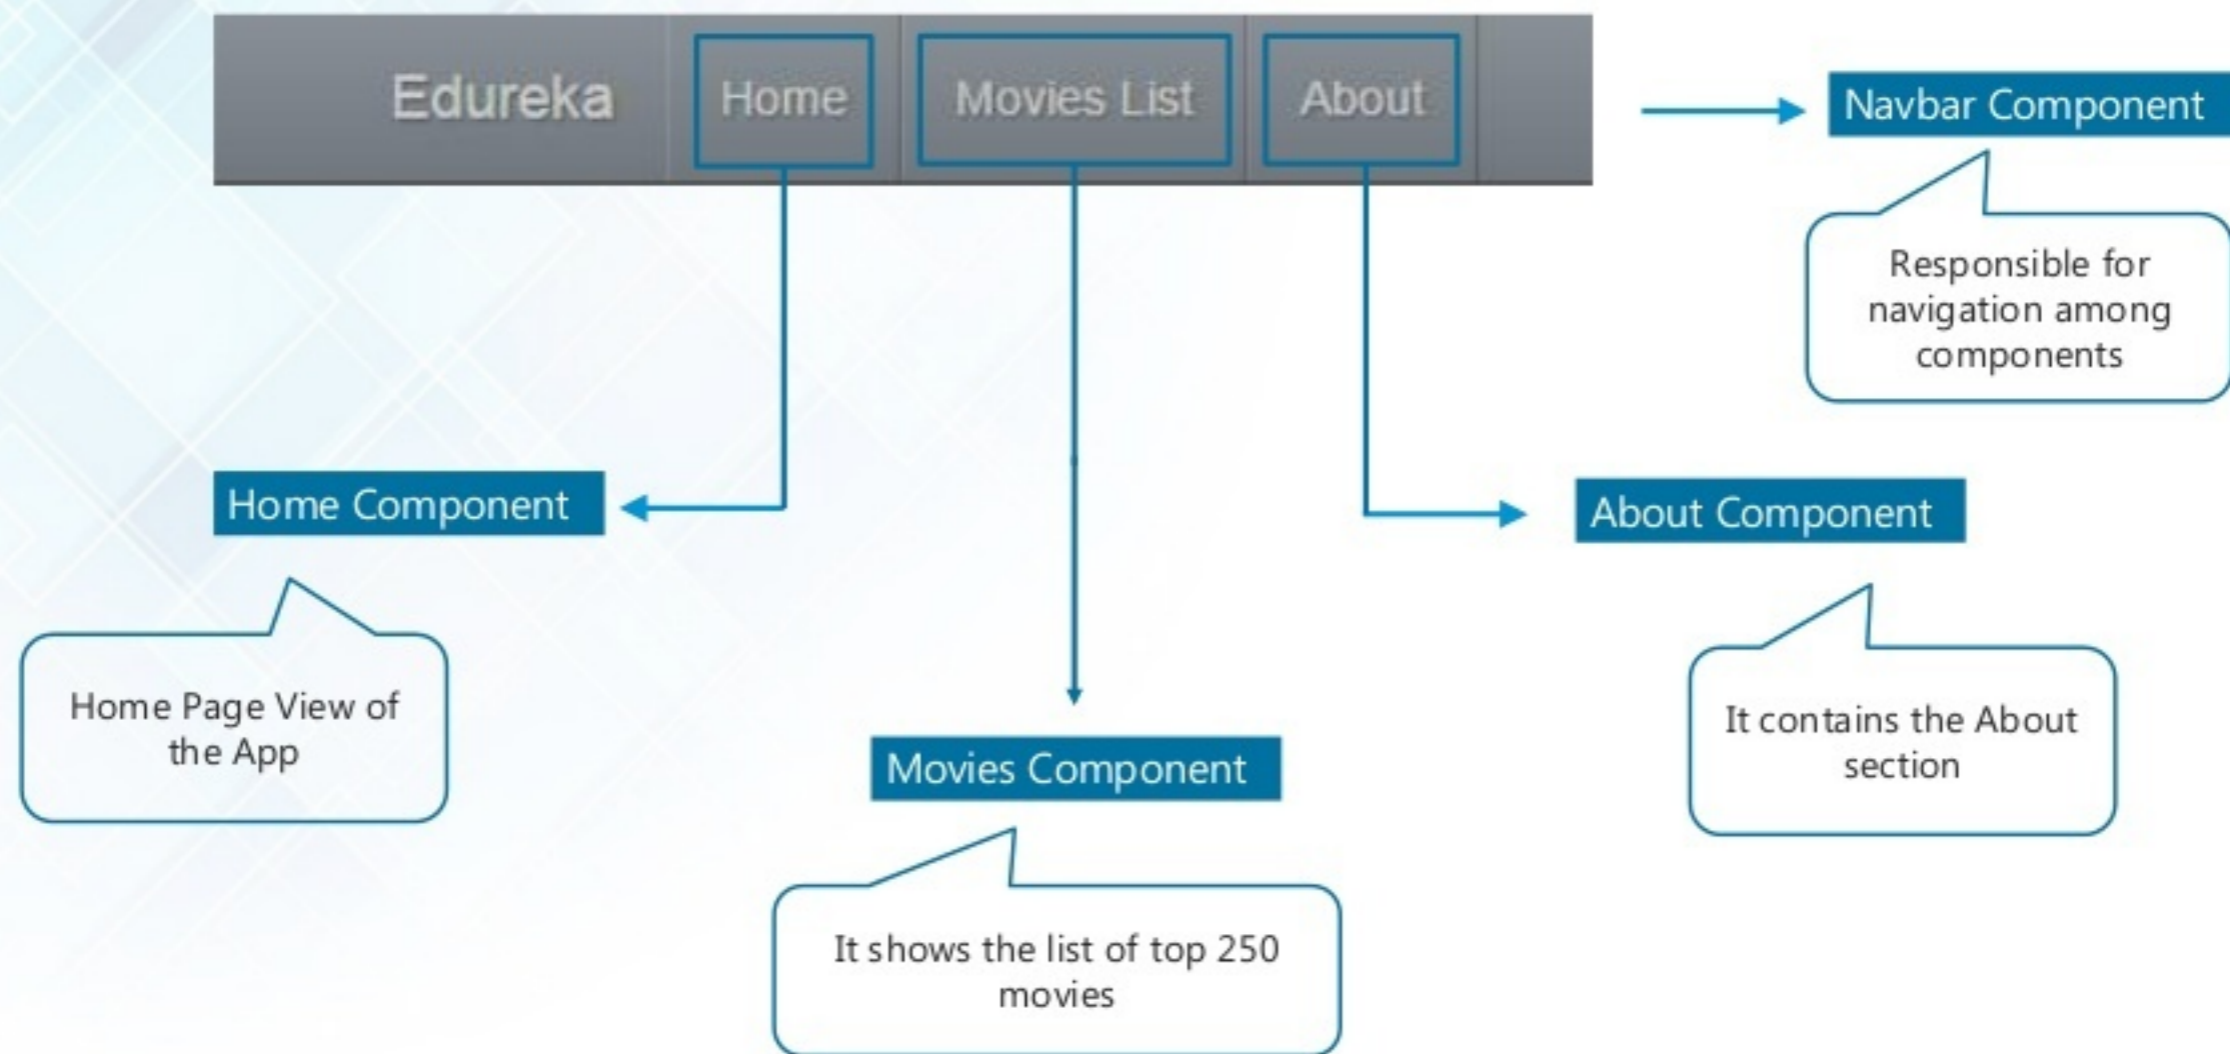 Edureka
Home
Movies List
About
Navbar Component
Responsible for
navigation among
components
Home Component
About Component
Home Page View of
the App
It contains the About
section
Movies Component
It shows the list of top 250
movies